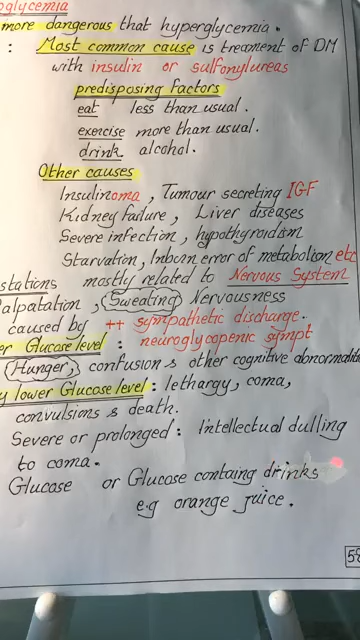 oglycemia
more dangerous that hyperglycemia.
: Most common cause is treament of DM
with insulin or sulfonylureas
predisposing factors
eat less than usual.
exercise more than usual.
drink alcohol.
Other causes
Insulinoma, Tumour secreting IGF
Kidney failure, Liver diseases
Severe infection, hypothyroidism
Starvation, Inborn error of metabolism etc
stations mostly related to Nervous System
alpatation, Sweating, Nervousness
caused by ++ sympathetic discharge.
er Glucose level: neuroglycopenic sympt
(Hunger,) confusion & other cognitive abnormalitie
y lower Glucose level: lethargy, coma,
convulsions & death.
Severe or prolonged: Intellectual dulling
to coma.
Glucose or Glucose containg drinks
e.g orange juice.
58